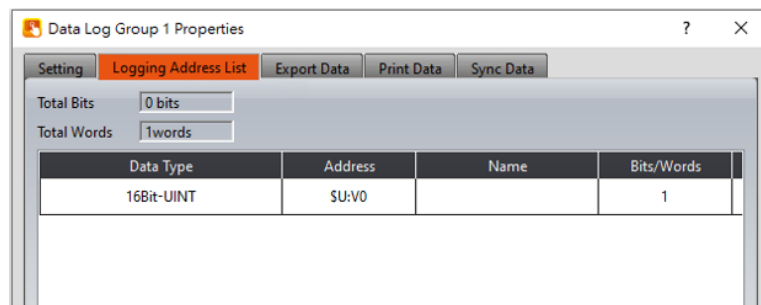 Data Log Group 1 Properties ?
Setting Logging Address List Export Data Print Data Sync Data
Total Bits 0 bits
Total Words 1words
Data Type Address Name Bits/Words
16Bit-UINT $U:V0 1